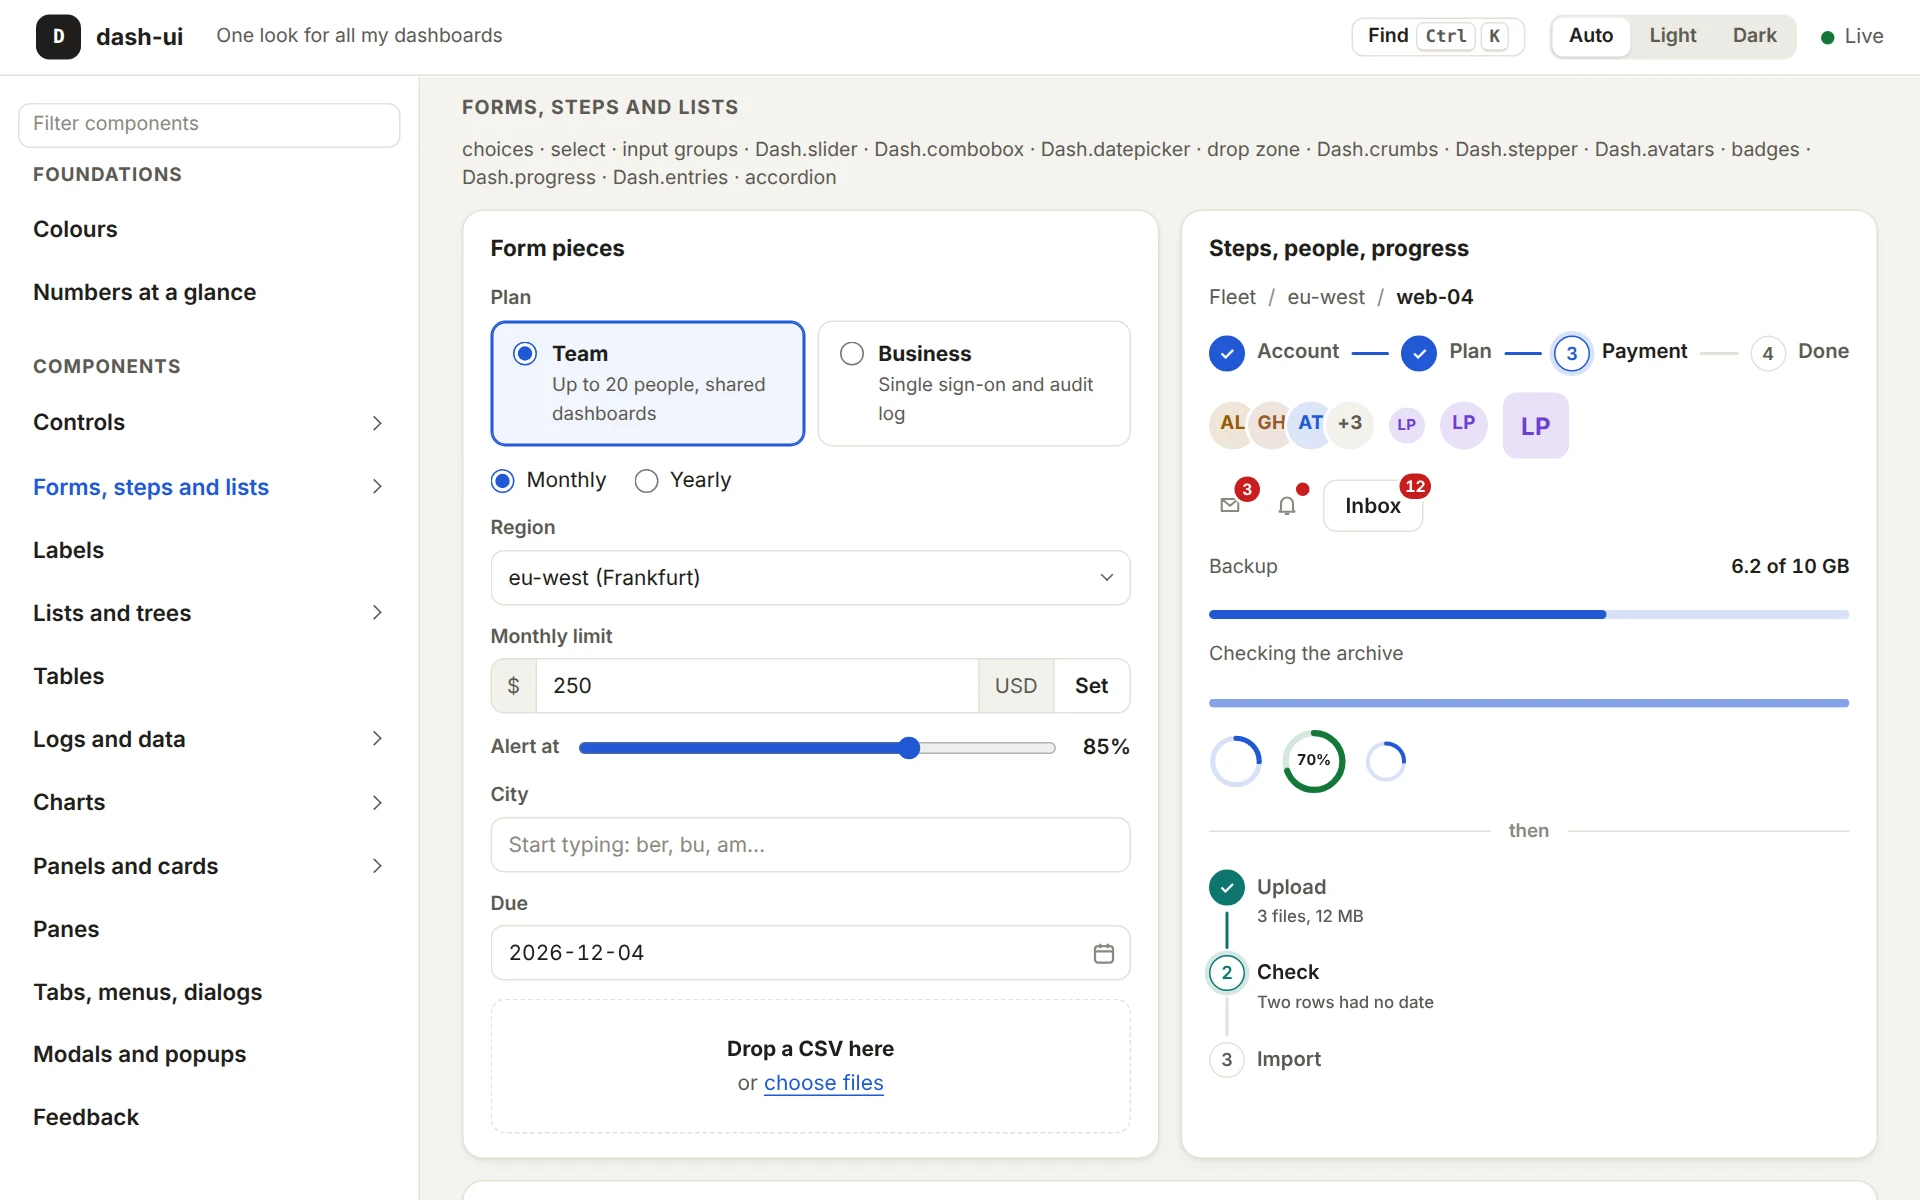 D dash-ui One look for all my dashboards Find Ctrl K Auto Light Dark Live
Filter components
FOUNDATIONS
Colours
Numbers at a glance
COMPONENTS
Controls
Forms, steps and lists
Labels
Lists and trees
Tables
Logs and data
Charts
Panels and cards
Panes
Tabs, menus, dialogs
Modals and popups
Feedback
FORMS, STEPS AND LISTS
choices · select · input groups · Dash.slider · Dash.combobox · Dash.datepicker · drop zone · Dash.crumbs · Dash.stepper · Dash.avatars · badges ·
Dash.progress · Dash.entries · accordion
Form pieces
Plan
Team
Up to 20 people, shared
dashboards
Business
Single sign-on and audit
log
Monthly Yearly
Region
eu-west (Frankfurt)
Monthly limit
$ 250 USD Set
Alert at 85%
City
Start typing: ber, bu, am...
Due
2026-12-04
Drop a CSV here
or choose files
Steps, people, progress
Fleet / eu-west / web-04
Account Plan 3 Payment 4 Done
AL GH AT +3 LP LP LP
3 Inbox 12
Backup 6.2 of 10 GB
Checking the archive
70%
then
Upload
3 files, 12 MB
2 Check
Two rows had no date
3 Import